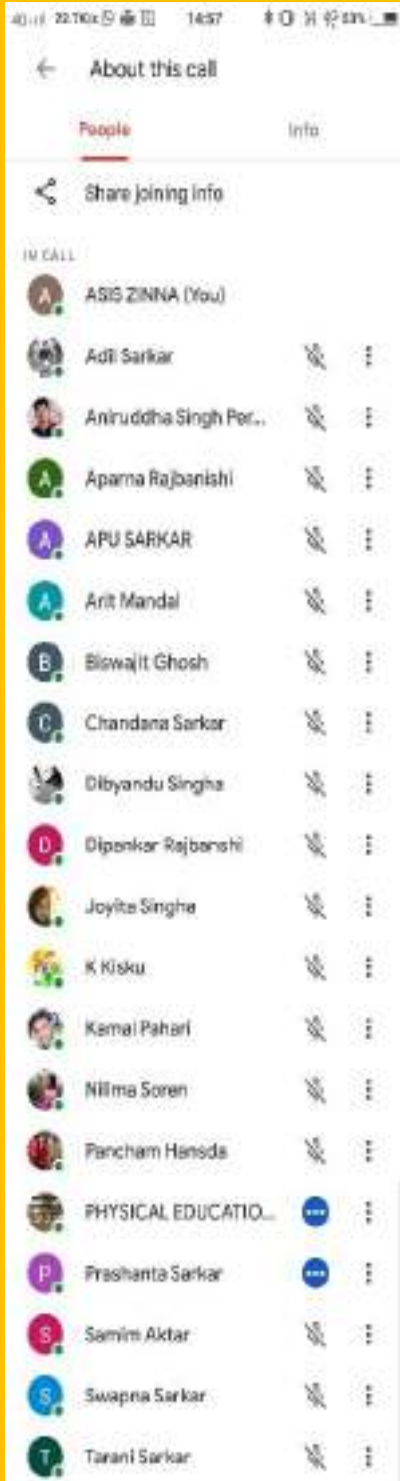 14:57
About this call
People Info
Share joining info
IN CALL
A ASIS ZINNA (You)
Adil Sarkar
Aniruddha Singh Per...
A Aparna Rajbanishi
A APU SARKAR
A Arit Mandal
B Biswajit Ghosh
C Chandana Sarkar
Dibyandu Singha
D Dipankar Rajbanshi
Joyita Singha
K Kisku
Kamal Pahari
Nilima Soren
Pancham Hansda
PHYSICAL EDUCATIO...
P Prashanta Sarkar
S Samim Aktar
S Swapna Sarkar
T Tarani Sarkar